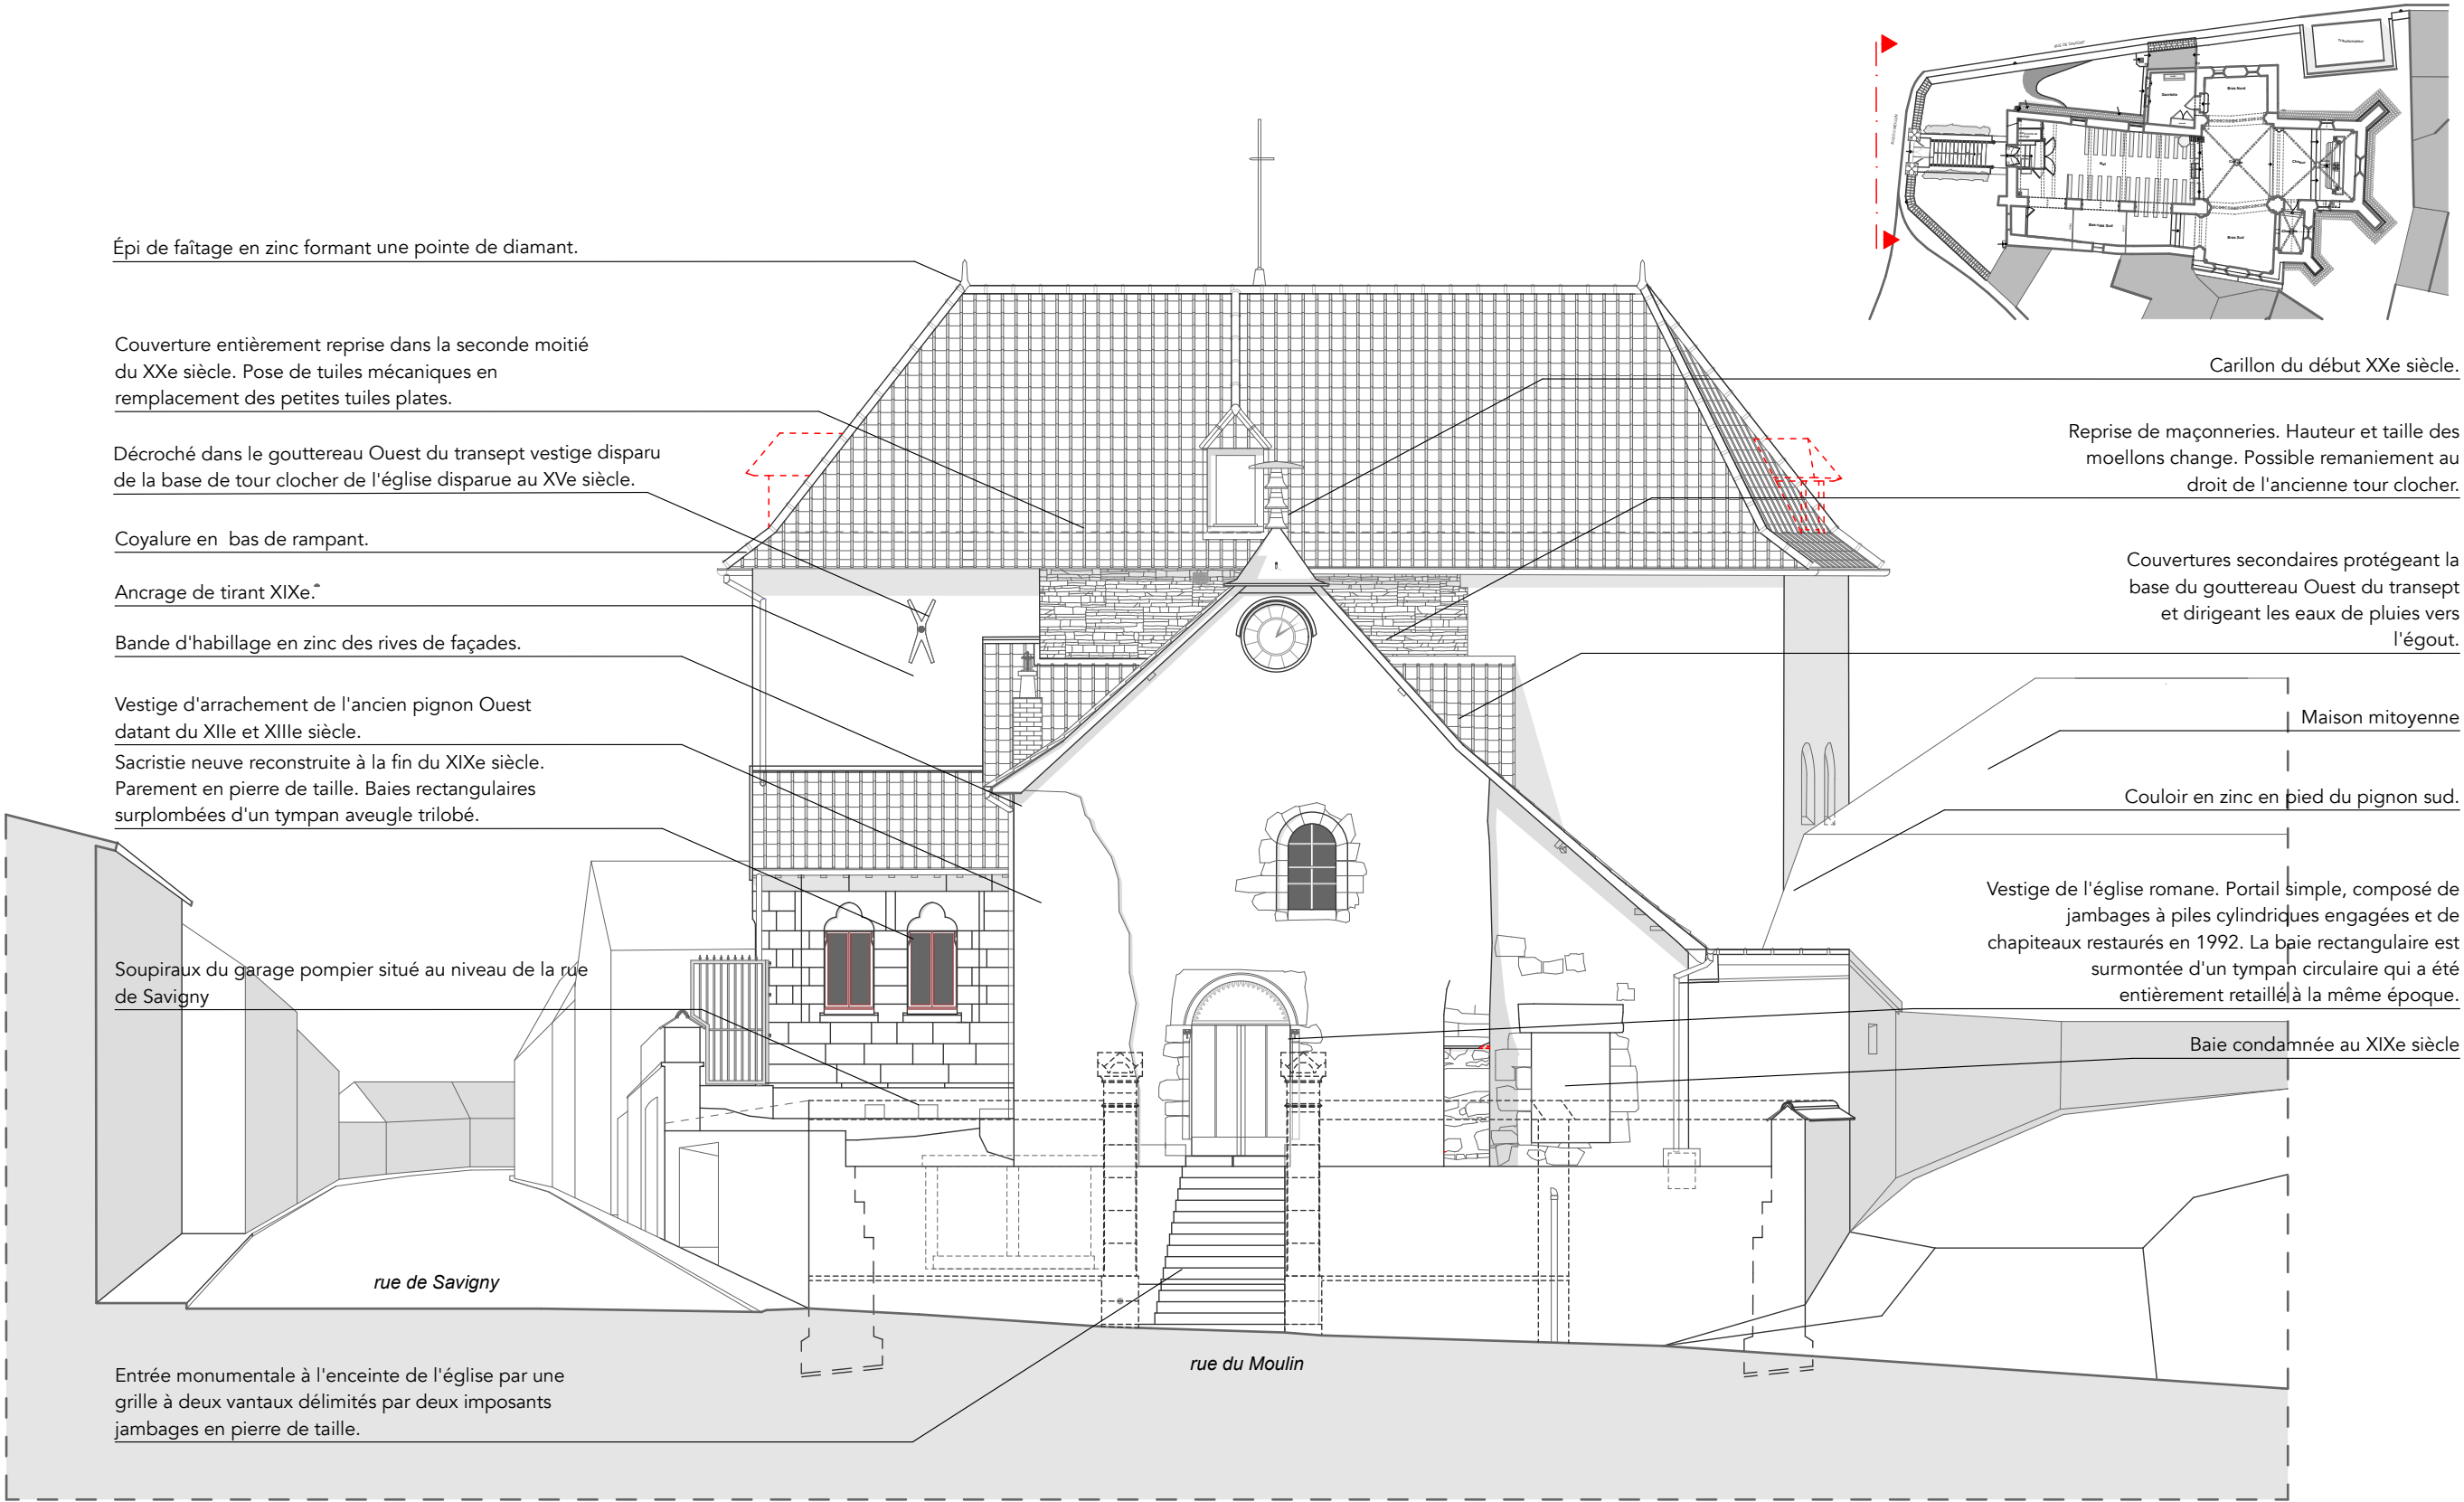 Épi de faîtage en zinc formant une pointe de diamant.
Couverture entièrement reprise dans la seconde moitié
du XXe siècle. Pose de tuiles mécaniques en
remplacement des petites tuiles plates.
Décroché dans le gouttereau Ouest du transept vestige disparu
de la base de tour clocher de l'église disparue au XVe siècle.
Coyalure en  bas de rampant.
Ancrage de tirant XIXe.
Bande d'habillage en zinc des rives de façades.
Vestige d'arrachement de l'ancien pignon Ouest
datant du XIIe et XIIIe siècle.
Sacristie neuve reconstruite à la fin du XIXe siècle.
Parement en pierre de taille. Baies rectangulaires
surplombées d'un tympan aveugle trilobé.
Soupiraux du garage pompier situé au niveau de la rue
de Savigny
rue de Savigny
Entrée monumentale à l'enceinte de l'église par une
grille à deux vantaux délimités par deux imposants
jambages en pierre de taille.
rue du Moulin
Sacristie
Bras Nord
Nef
Bas-cote Sud
Bras Sud
Carillon du début XXe siècle.
Reprise de maçonneries. Hauteur et taille des
moellons change. Possible remaniement au
droit de l'ancienne tour clocher.
Couvertures secondaires protégeant la
base du gouttereau Ouest du transept
et dirigeant les eaux de pluies vers
l'égout.
Maison mitoyenne
Couloir en zinc en pied du pignon sud.
Vestige de l'église romane. Portail simple, composé de
jambages à piles cylindriques engagées et de
chapiteaux restaurés en 1992. La baie rectangulaire est
surmontée d'un tympan circulaire qui a été
entièrement retaillé à la même époque.
Baie condamnée au XIXe siècle